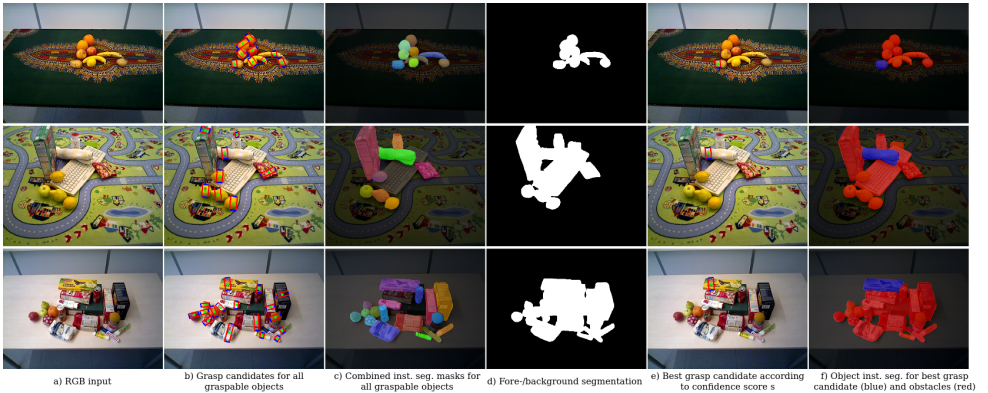 a) RGB input
b) Grasp candidates for all
graspable objects
c) Combined inst. seg. masks for
all graspable objects
d) Fore-/background segmentation
e) Best grasp candidate according
to confidence score s
f) Object inst. seg. for best grasp
candidate (blue) and obstacles (red)